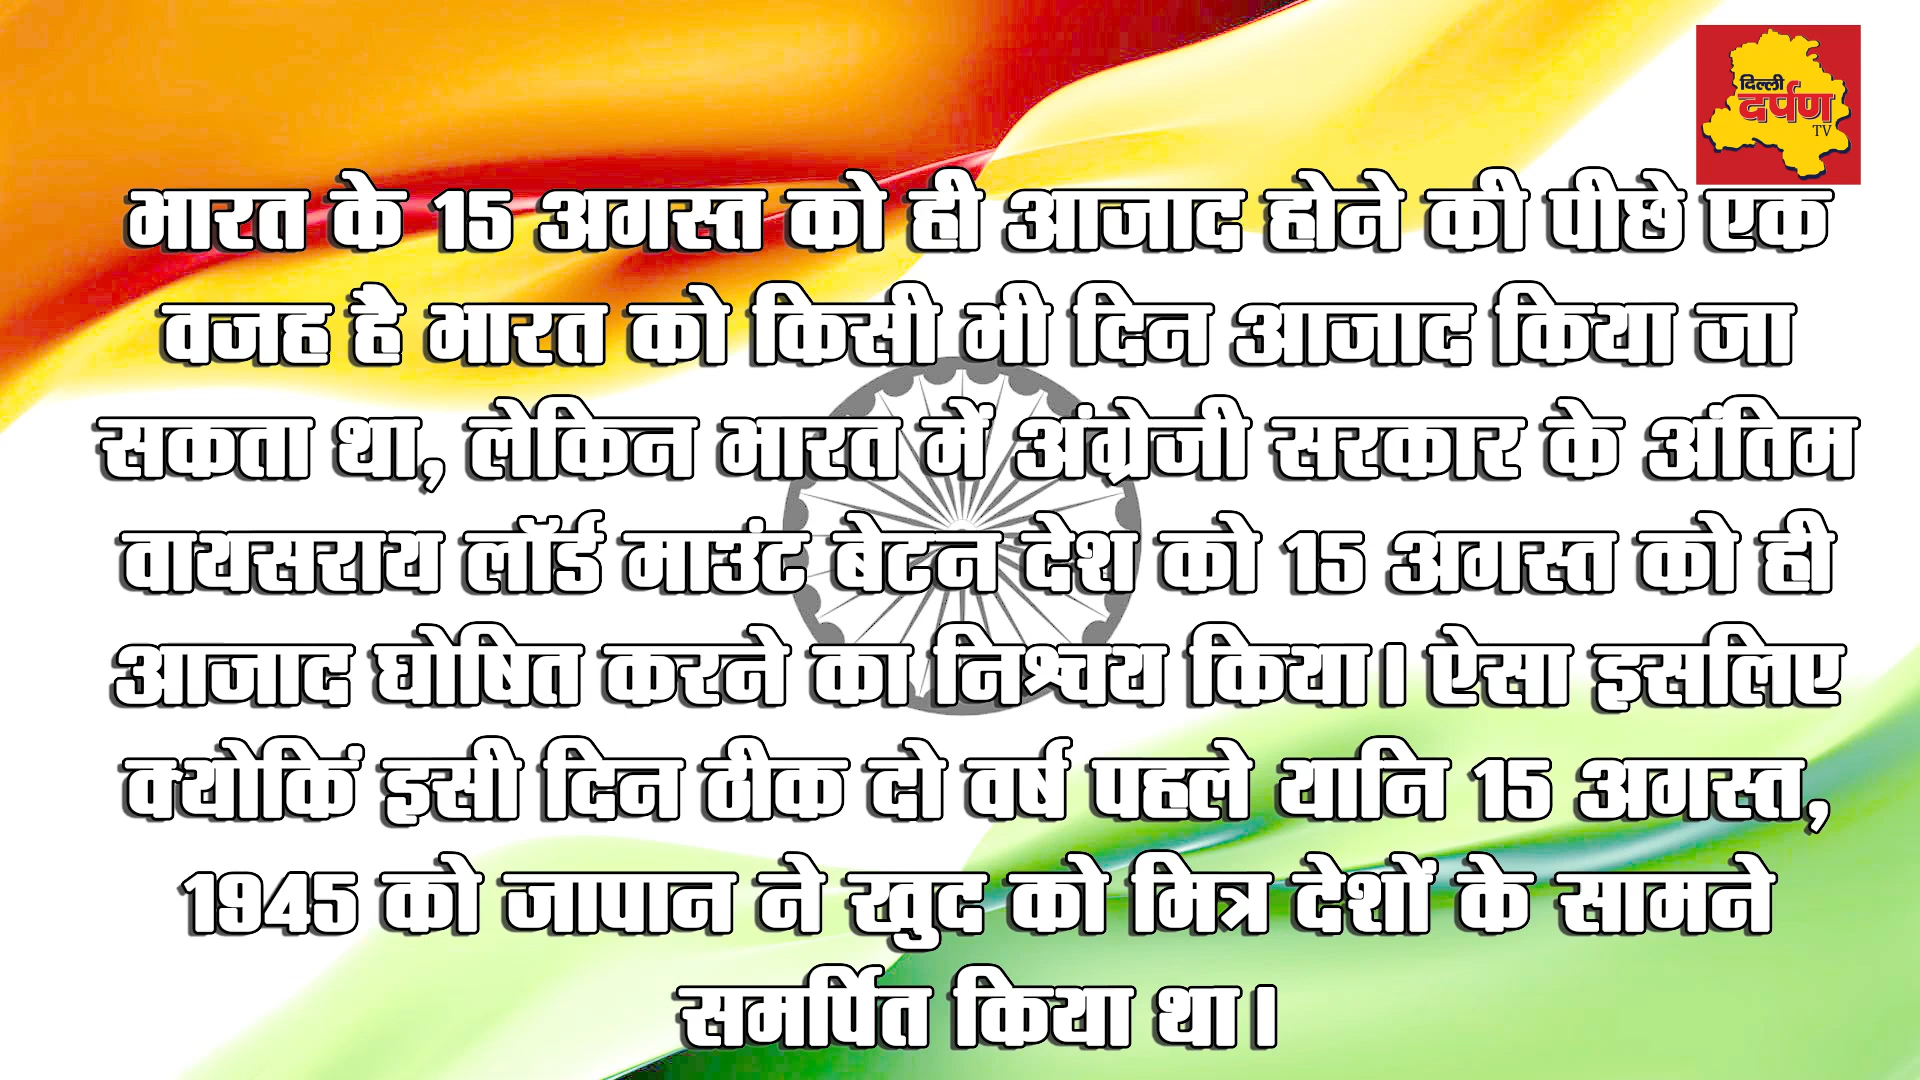 दिल्ली
दर्पण
TV
भारत के 15 अगस्त को ही आजाद होने की पीछे एक
वजह है भारत को किसी भी दिन आजाद किया जा
सकता था, लेकिन भारत में अंग्रेजी सरकार के अंतिम
वायसराय लॉर्ड माउंट बेटन देश को 15 अगस्त को ही
आजाद घोषित करने का निश्चय किया। ऐसा इसलिए
क्योकिं इसी दिन ठीक दो वर्ष पहले यानि 15 अगस्त,
1945 को जापान ने खुद को मित्र देशों के सामने
समर्पित किया था।